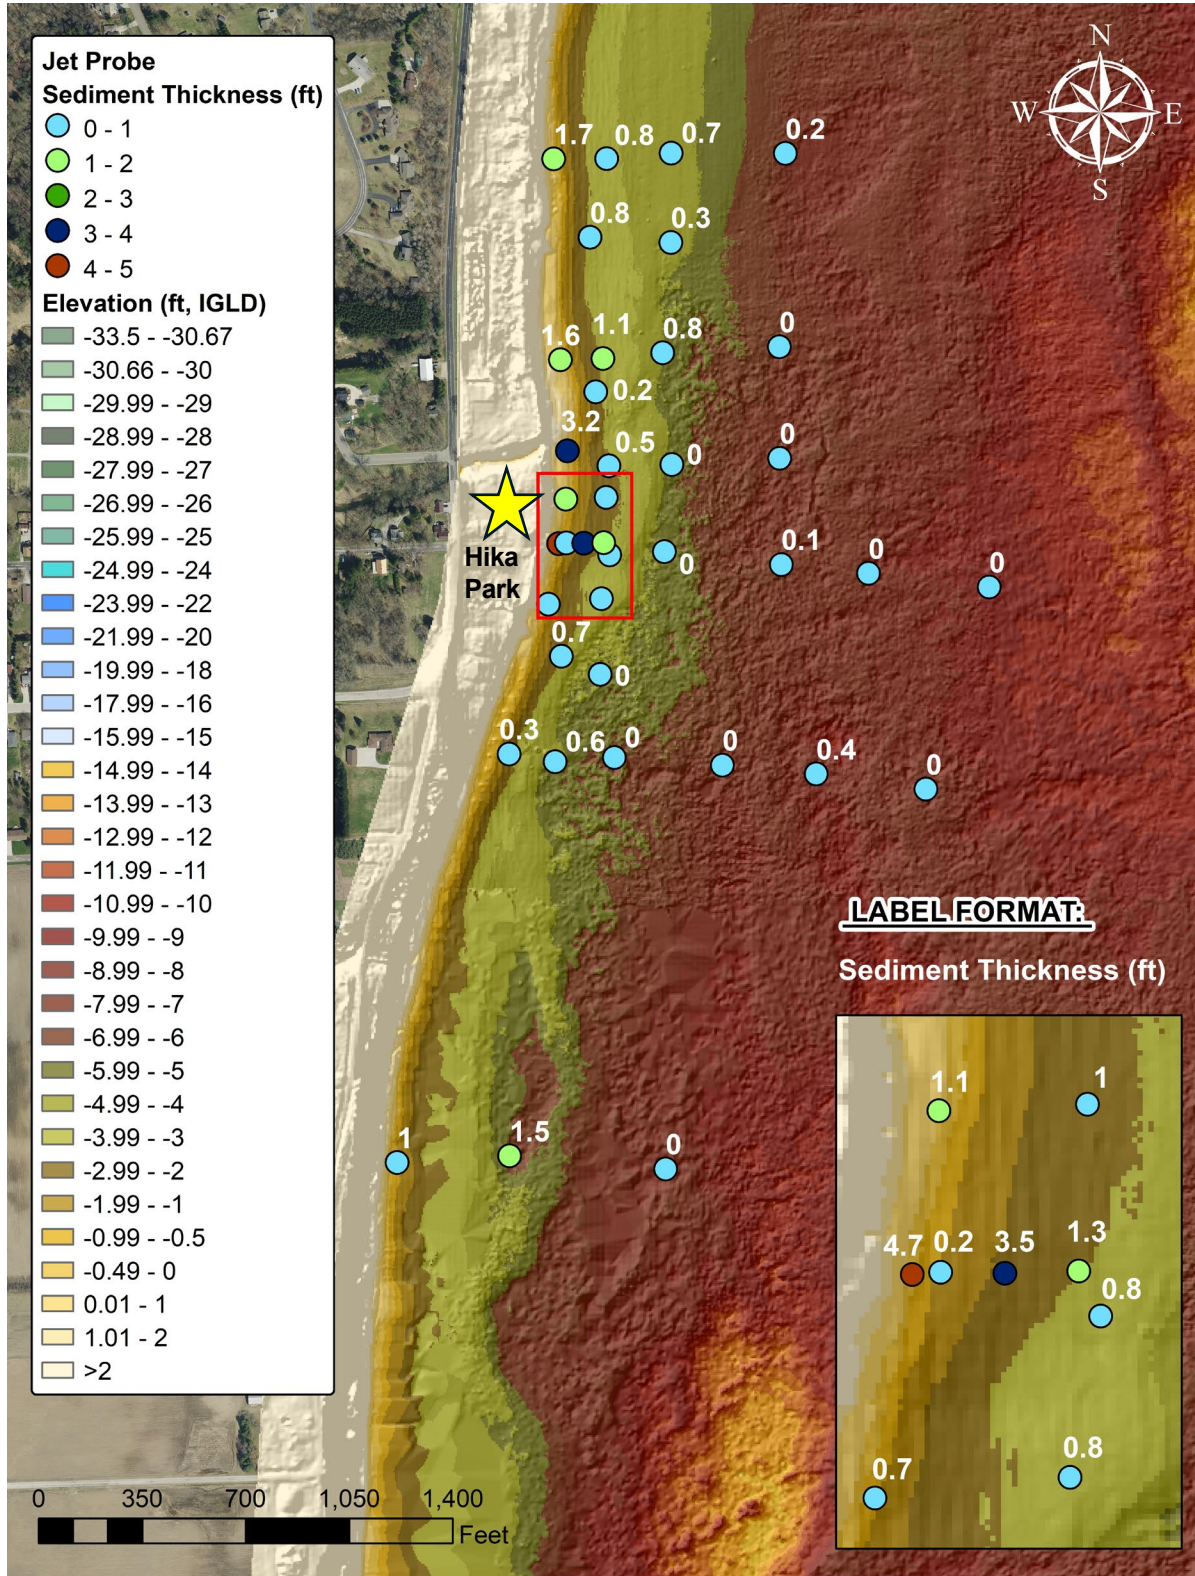 Jet Probe
Sediment Thickness (ft)
0 - 1
1 - 2
2 - 3
3 - 4
4 - 5
Elevation (ft, IGLD)
-33.5 - -30.67
-30.66 - -30
-29.99 - -29
-28.99 - -28
-27.99 - -27
-26.99 - -26
-25.99 - -25
-24.99 - -24
-23.99 - -22
-21.99 - -20
-19.99 - -18
-17.99 - -16
-15.99 - -15
-14.99 - -14
-13.99 - -13
-12.99 - -12
-11.99 - -11
-10.99 - -10
-9.99 - -9
-8.99 - -8
-7.99 - -7
-6.99 - -6
-5.99 - -5
-4.99 - -4
-3.99 - -3
-2.99 - -2
-1.99 - -1
-0.99 - -0.5
-0.49 - 0
0.01 - 1
1.01 - 2
>2
0 350 700 1,050 1,400
Feet
N
W E
S
1.7 0.8 0.7 0.2
0.8 0.3
1.6 1.1 0.8 0
0.2
3.2 0.5 0 0
Hika
Park
0 0.1 0 0
0.7 0
0.3 0.6 0 0 0.4 0
1 1.5 0
LABEL FORMAT:
Sediment Thickness (ft)
1.1 1
4.7 0.2 3.5 1.3
0.8
0.7 0.8